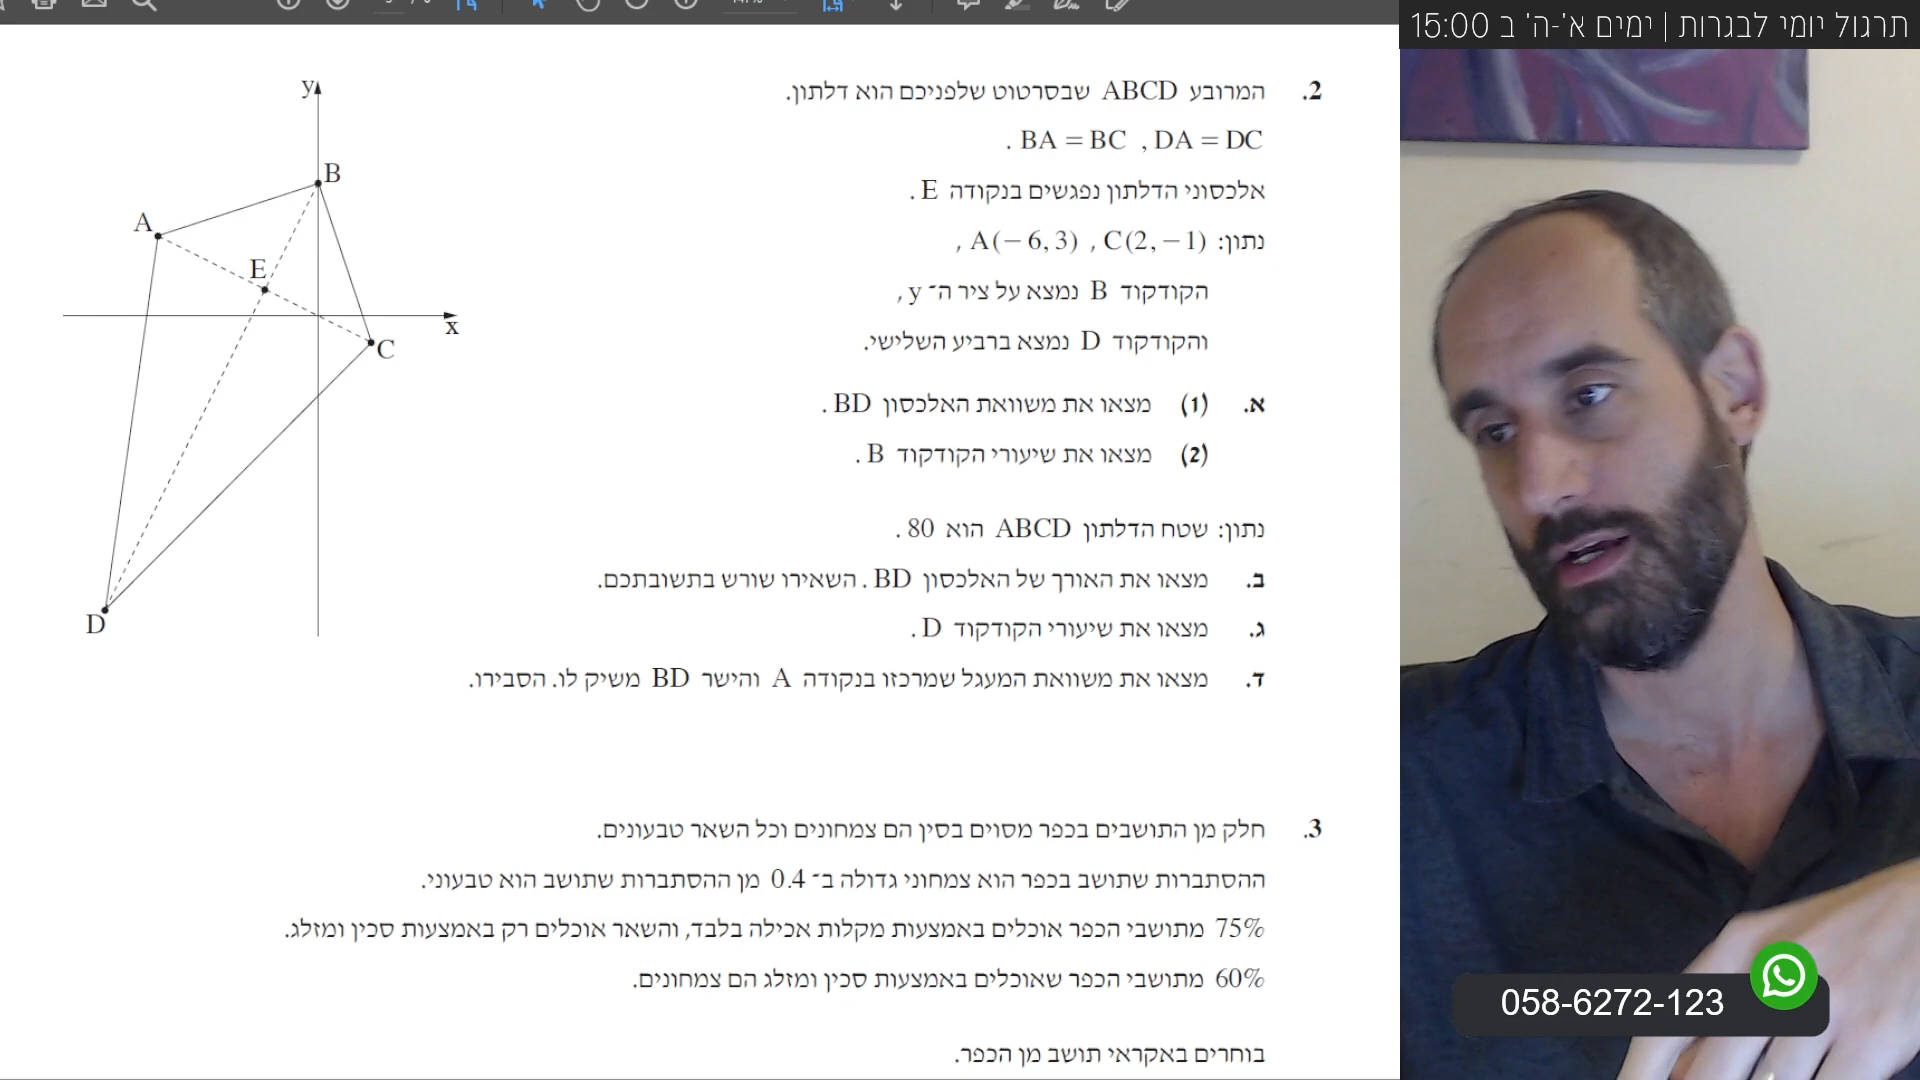 תרגול יומי לבגרות | ימים א'-ה' ב 15:00
2. המרובע ABCD שבסרטוט שלפניכם הוא דלתון.
BA = BC , DA = DC .
אלכסוני הדלתון נפגשים בנקודה E .
נתון: A(−6, 3) , C(2, −1) ,
הקודקוד B נמצא על ציר ה־ y ,
והקודקוד D נמצא ברביע השלישי.
א. (1) מצאו את משוואת האלכסון BD .
(2) מצאו את שיעורי הקודקוד B .
נתון: שטח הדלתון ABCD הוא 80 .
ב. מצאו את האורך של האלכסון BD . השאירו שורש בתשובתכם.
ג. מצאו את שיעורי הקודקוד D .
ד. מצאו את משוואת המעגל שמרכזו בנקודה A והישר BD משיק לו. הסבירו.
y
B
A
E
x
C
D
3. חלק מן התושבים בכפר מסוים בסין הם צמחונים וכל השאר טבעונים.
ההסתברות שתושב בכפר הוא צמחוני גדולה ב־ 0.4 מן ההסתברות שתושב הוא טבעוני.
75% מתושבי הכפר אוכלים באמצעות מקלות אכילה בלבד, והשאר אוכלים רק באמצעות סכין ומזלג.
60% מתושבי הכפר שאוכלים באמצעות סכין ומזלג הם צמחונים.
בוחרים באקראי תושב מן הכפר.
058-6272-123